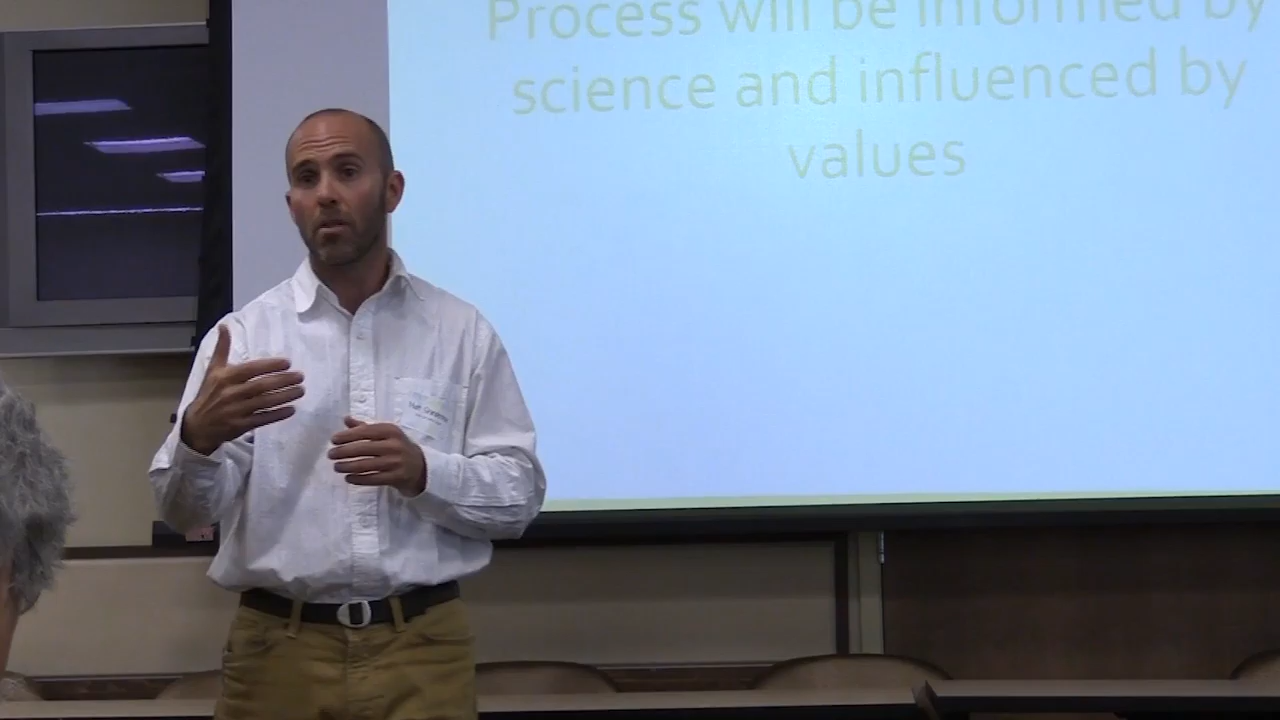 Process will be informed by
science and influenced by
values